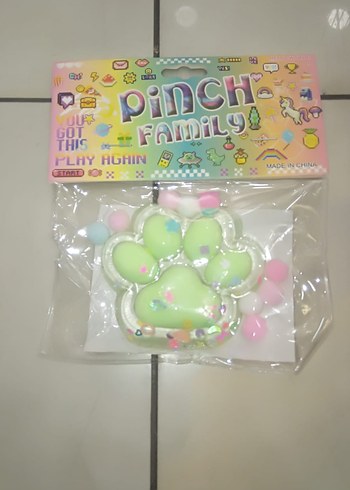 PiNCH
FAMiLY
YOU
GOT
THIS
PLAY AGAIN
START
MADE IN CHINA